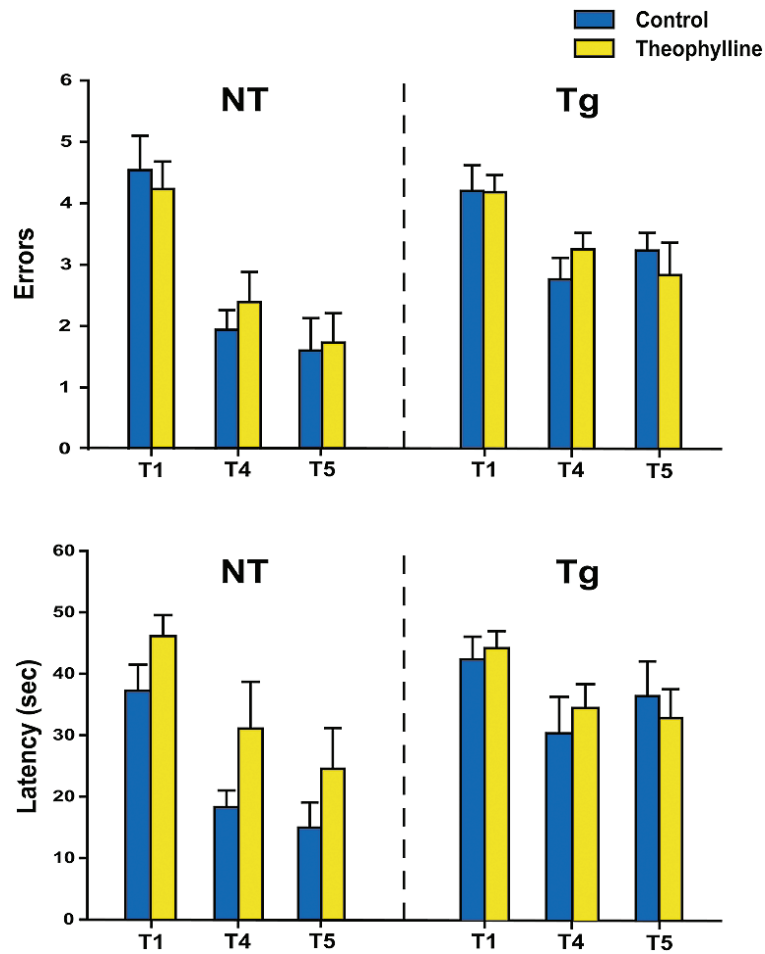 Control
Theophylline
NT Tg
6
5
4
3
2
1
0
Errors
T1 T4 T5 T1 T4 T5
NT Tg
60
50
40
30
20
10
0
Latency (sec)
T1 T4 T5 T1 T4 T5